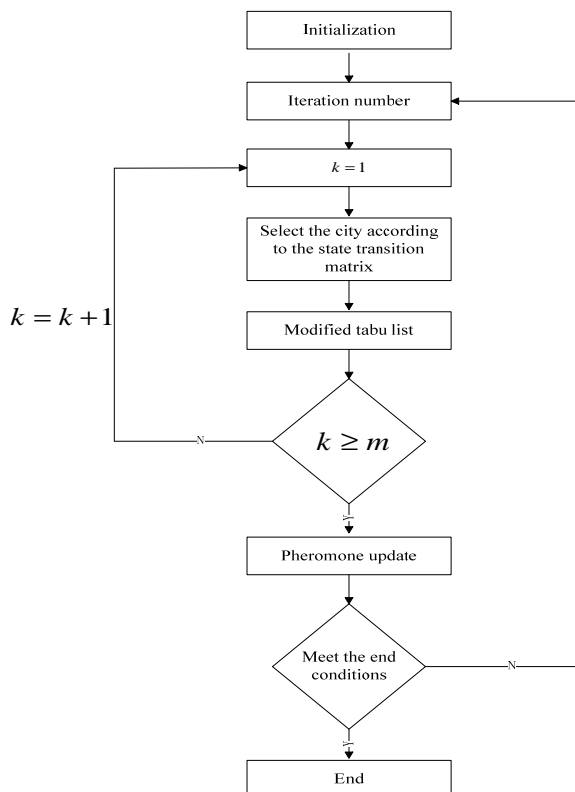 Initialization
Iteration number
k = 1
Select the city according
to the state transition
matrix
k = k + 1
Modified tabu list
k ≥ m
N
Y
Pheromone update
Meet the end
conditions
N
Y
End